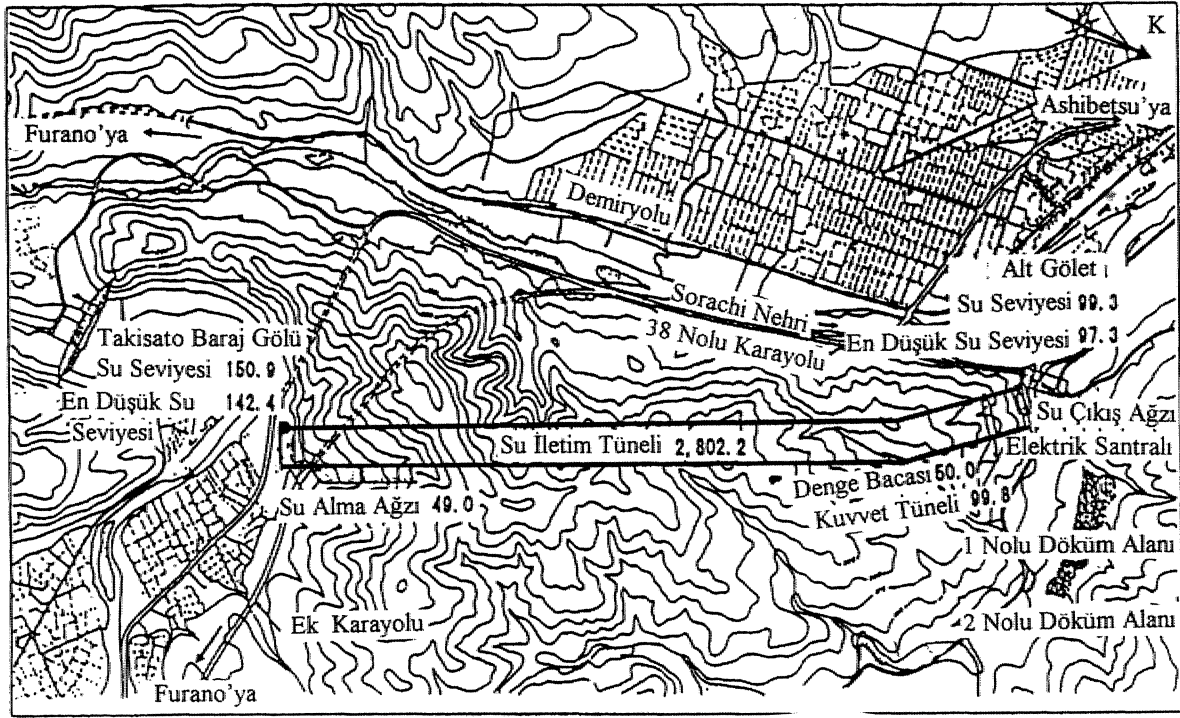 K
Ashibetsu'ya
Furano'ya
Demiryolu
Alt Gölet
Su Seviyesi 99.3
Sorachi Nehri
38 Nolu Karayolu
En Düşük Su Seviyesi 97.3
Takisato Baraj Gölü
Su Seviyesi 150.9
En Düşük Su 142.4
Seviyesi
Su Çıkış Ağzı
Elektrik Santralı
Su İletim Tüneli 2,802.2
Denge Bacası 60.0
Kuvvet Tüneli 99.8
Su Alma Ağzı 49.0
1 Nolu Döküm Alanı
2 Nolu Döküm Alanı
Ek Karayolu
Furano'ya